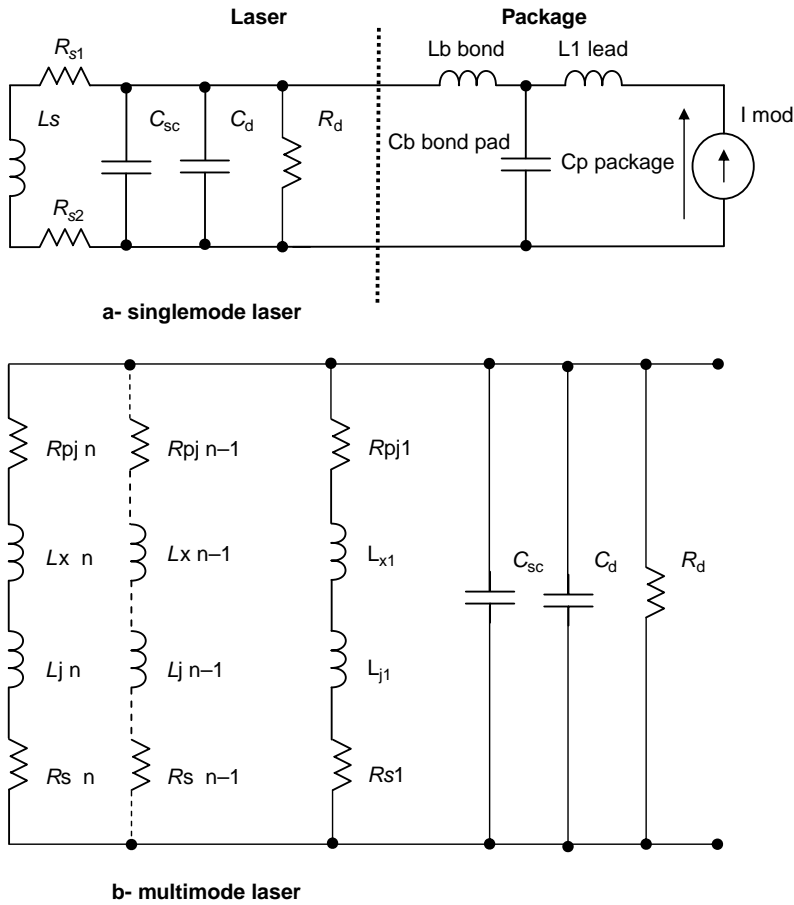 Laser Package
Lb bond L1 lead
Rs1
Ls Csc Cd Rd I mod
Cb bond pad
Cp package
Rs2
a- singlemode laser
Rpj n Rpj n–1 Rpj1
Lx n Lx n–1 Lx1 Csc Cd Rd
Lj n Lj n–1 Lj1
Rs n Rs n–1 Rs1
b- multimode laser